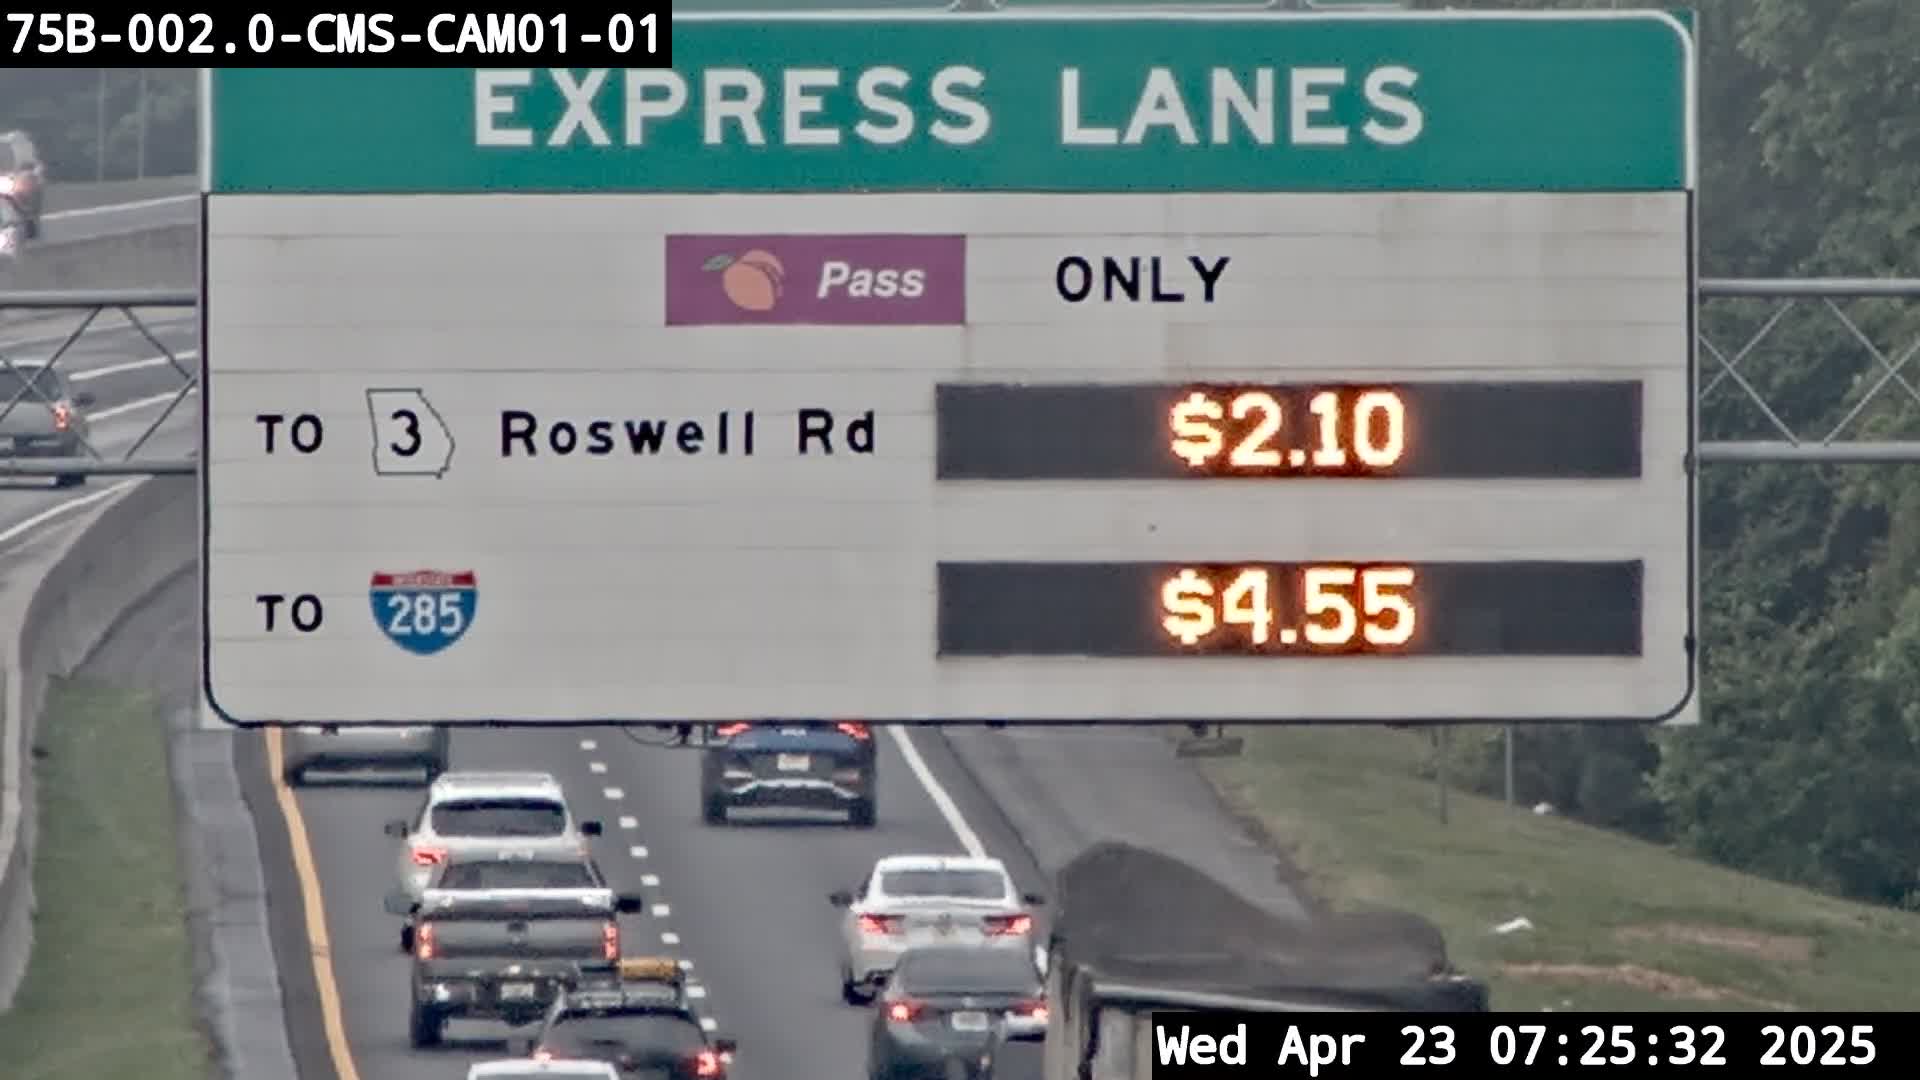 75B-002.0-CMS-CAM01-01
EXPRESS LANES
Pass ONLY
TO 3 Roswell Rd $2.10
TO 285 $4.55
Wed Apr 23 07:25:32 2025